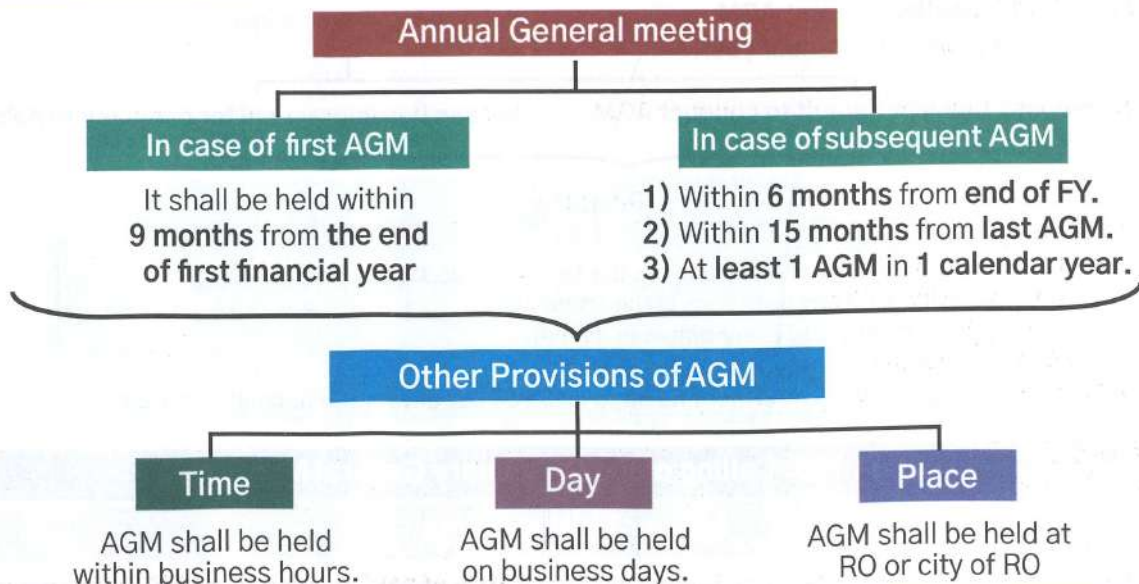 Annual General meeting
In case of first AGM
It shall be held within
9 months from the end
of first financial year
In case of subsequent AGM
1) Within 6 months from end of FY.
2) Within 15 months from last AGM.
3) At least 1 AGM in 1 calendar year.
Other Provisions of AGM
Time
AGM shall be held
within business hours.
Day
AGM shall be held
on business days.
Place
AGM shall be held at
RO or city of RO